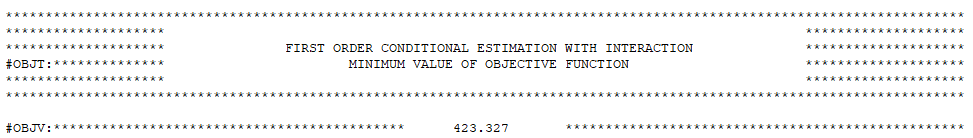 ************************************************************************************************************************
********************                                                                                ********************
********************               FIRST ORDER CONDITIONAL ESTIMATION WITH INTERACTION              ********************
#OBJT:**************                       MINIMUM VALUE OF OBJECTIVE FUNCTION                      ********************
********************                                                                                ********************
************************************************************************************************************************
#OBJV:********************************************      423.327       **************************************************